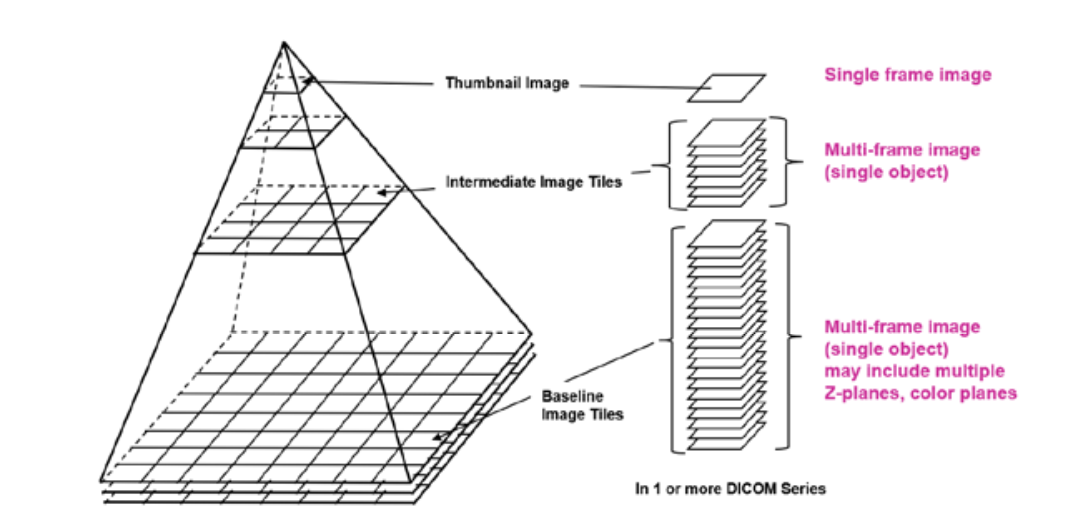 Thumbnail Image
Single frame image
Multi-frame image
(single object)
Intermediate Image Tiles
Multi-frame image
(single object)
may include multiple
Z-planes, color planes
Baseline
Image Tiles
In 1 or more DICOM Series